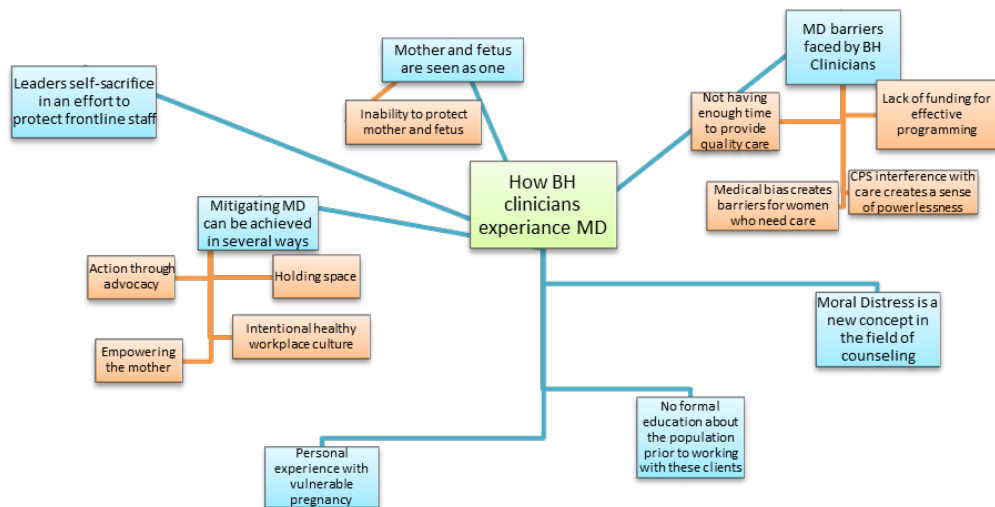 Leaders self-sacrifice
in an effort to
protect frontline staff
Mother and fetus
are seen as one
Inability to protect
mother and fetus
MD barriers
faced by BH
Clinicians
Not having
enough time
to provide
quality care
Lack of funding for
effective
programming
Medical bias creates
barriers for women
who need care
CPS interference with
care creates a sense
of powerlessness
How BH
clinicians
experiance MD
Mitigating MD
can be achieved
in several ways
Action through
advocacy
Holding space
Empowering
the mother
Intentional healthy
workplace culture
Moral Distress is a
new concept in
the field of
counseling
No formal
education about
the population
prior to working
with these clients
Personal
experience with
vulnerable
pregnancy